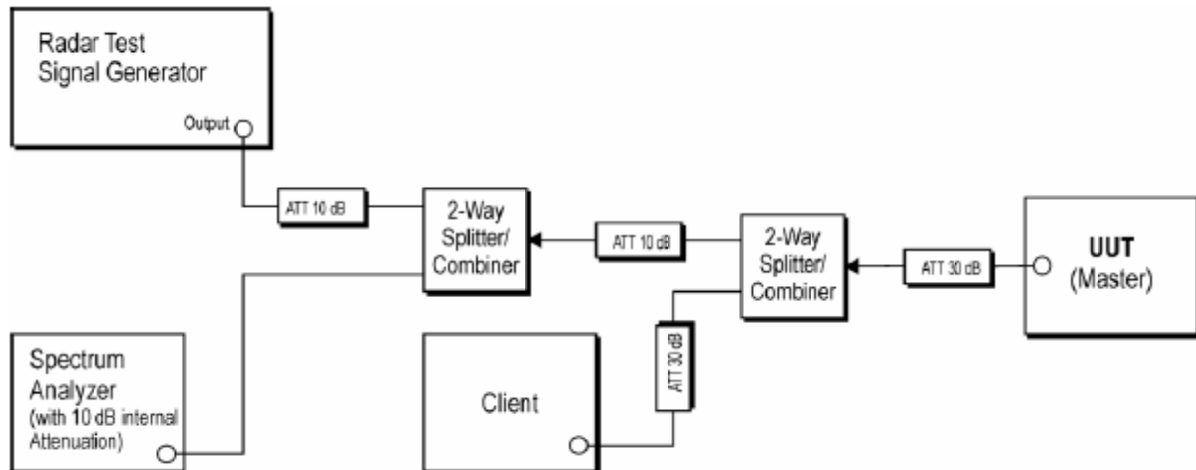 Radar Test
Signal Generator
Output
ATT 10 dB
2-Way
Splitter/
Combiner
ATT 10 dB
2-Way
Splitter/
Combiner
ATT 30 dB
UUT
(Master)
Spectrum
Analyzer
(with 10 dB internal
Attenuation)
Client
ATT 30 dB